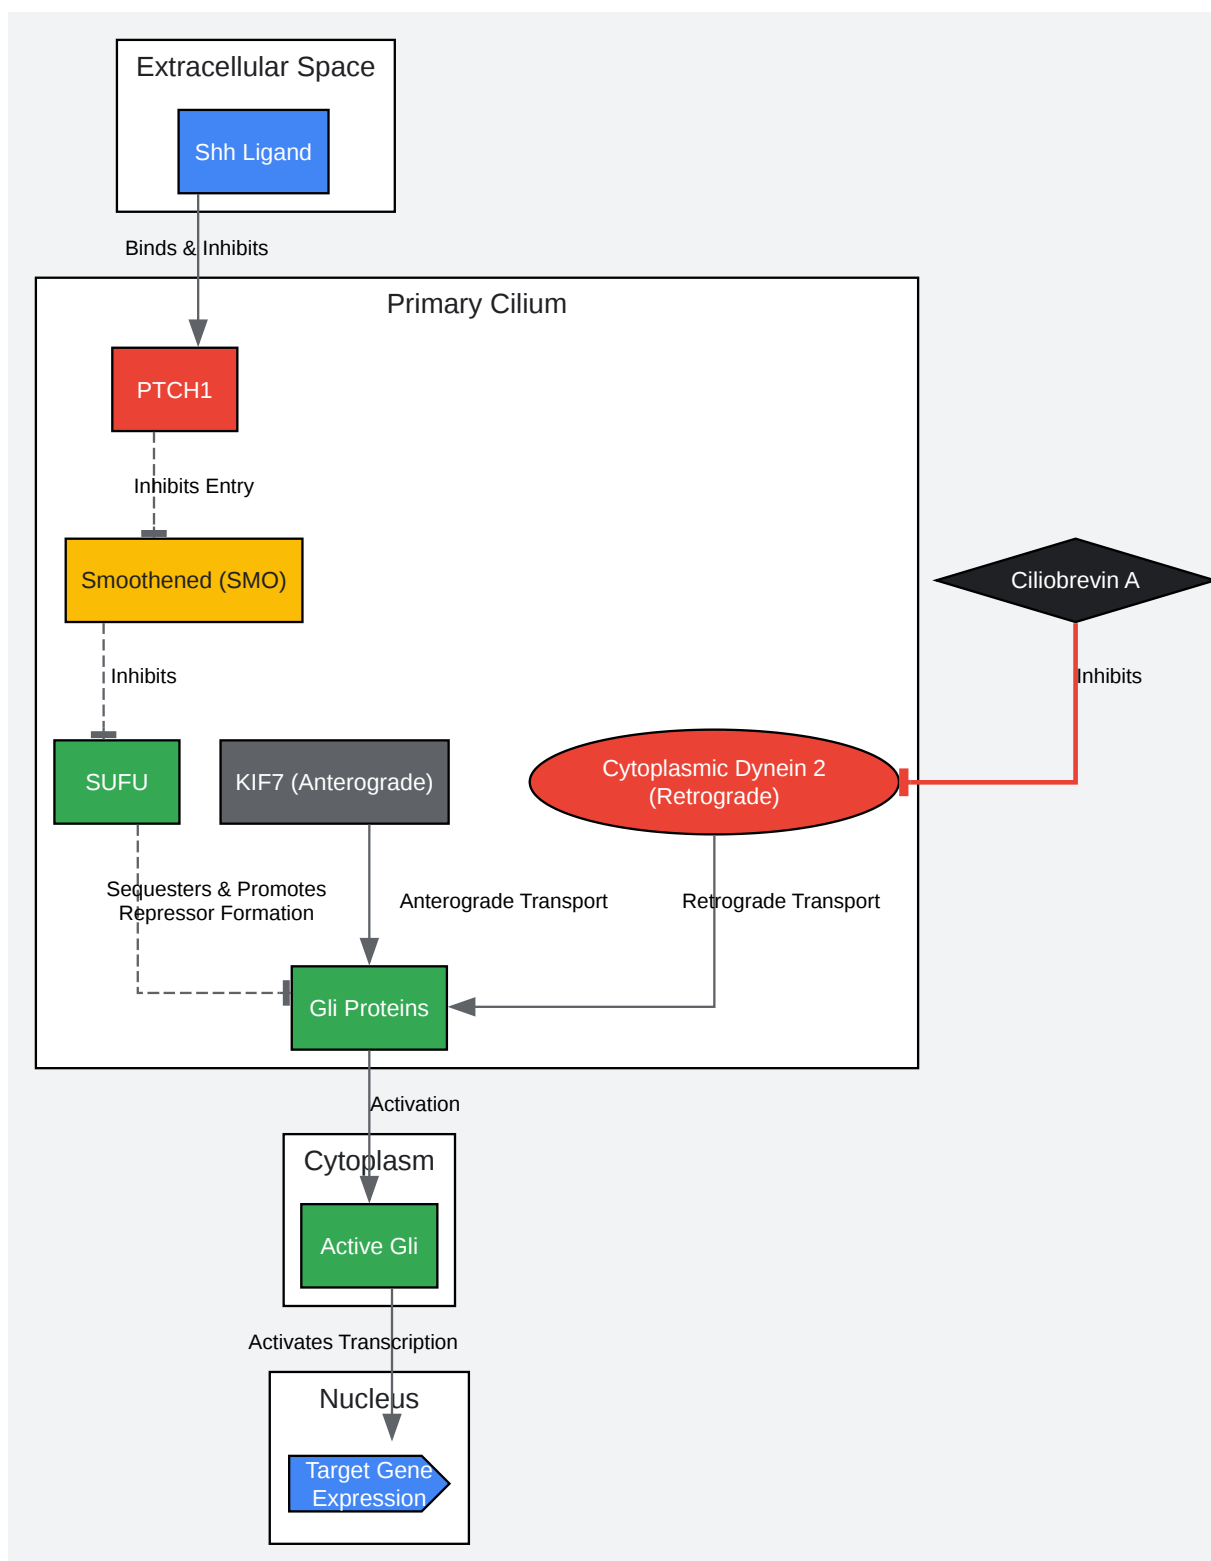 Extracellular Space
Shh Ligand
Binds & Inhibits
Primary Cilium
PTCH1
Inhibits Entry
Smoothened (SMO)
Ciliobrevin A
Inhibits
Inhibits
SUFU
KIF7 (Anterograde)
Cytoplasmic Dynein 2
(Retrograde)
Sequesters & Promotes
Repressor Formation
Anterograde Transport
Retrograde Transport
Gli Proteins
Activation
Cytoplasm
Active Gli
Activates Transcription
Nucleus
Target Gene
Expression